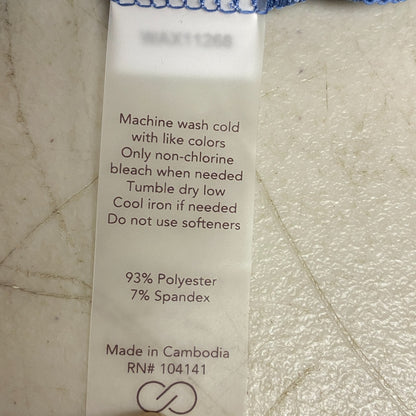 WAX11268
Machine wash cold
with like colors
Only non-chlorine
bleach when needed
Tumble dry low
Cool iron if needed
Do not use softeners
93% Polyester
7% Spandex
Made in Cambodia
RN# 104141